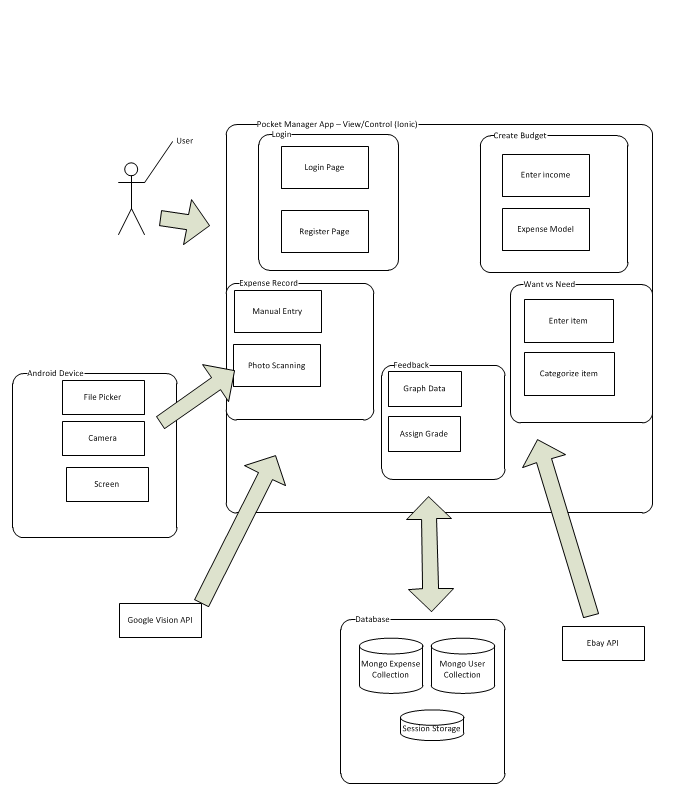 Pocket Manager App – View/Control (Ionic)
User
Login
Login Page
Register Page
Create Budget
Enter income
Expense Model
Expense Record
Manual Entry
Photo Scanning
Want vs Need
Enter item
Categorize item
Feedback
Graph Data
Assign Grade
Android Device
File Picker
Camera
Screen
Google Vision API
Ebay API
Database
Mongo Expense
Collection
Mongo User
Collection
Session Storage